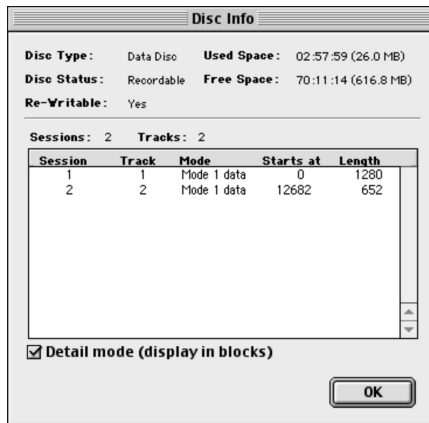 Disc Info
Disc Type: Data Disc Used Space: 02:57:59 (26.0 MB)
Disc Status: Recordable Free Space: 70:11:14 (616.8 MB)
Re-Writable: Yes
Sessions: 2 Tracks: 2
Session Track Mode Starts at Length
1 1 Mode 1 data 0 1280
2 2 Mode 1 data 12682 652
Detail mode (display in blocks)
OK